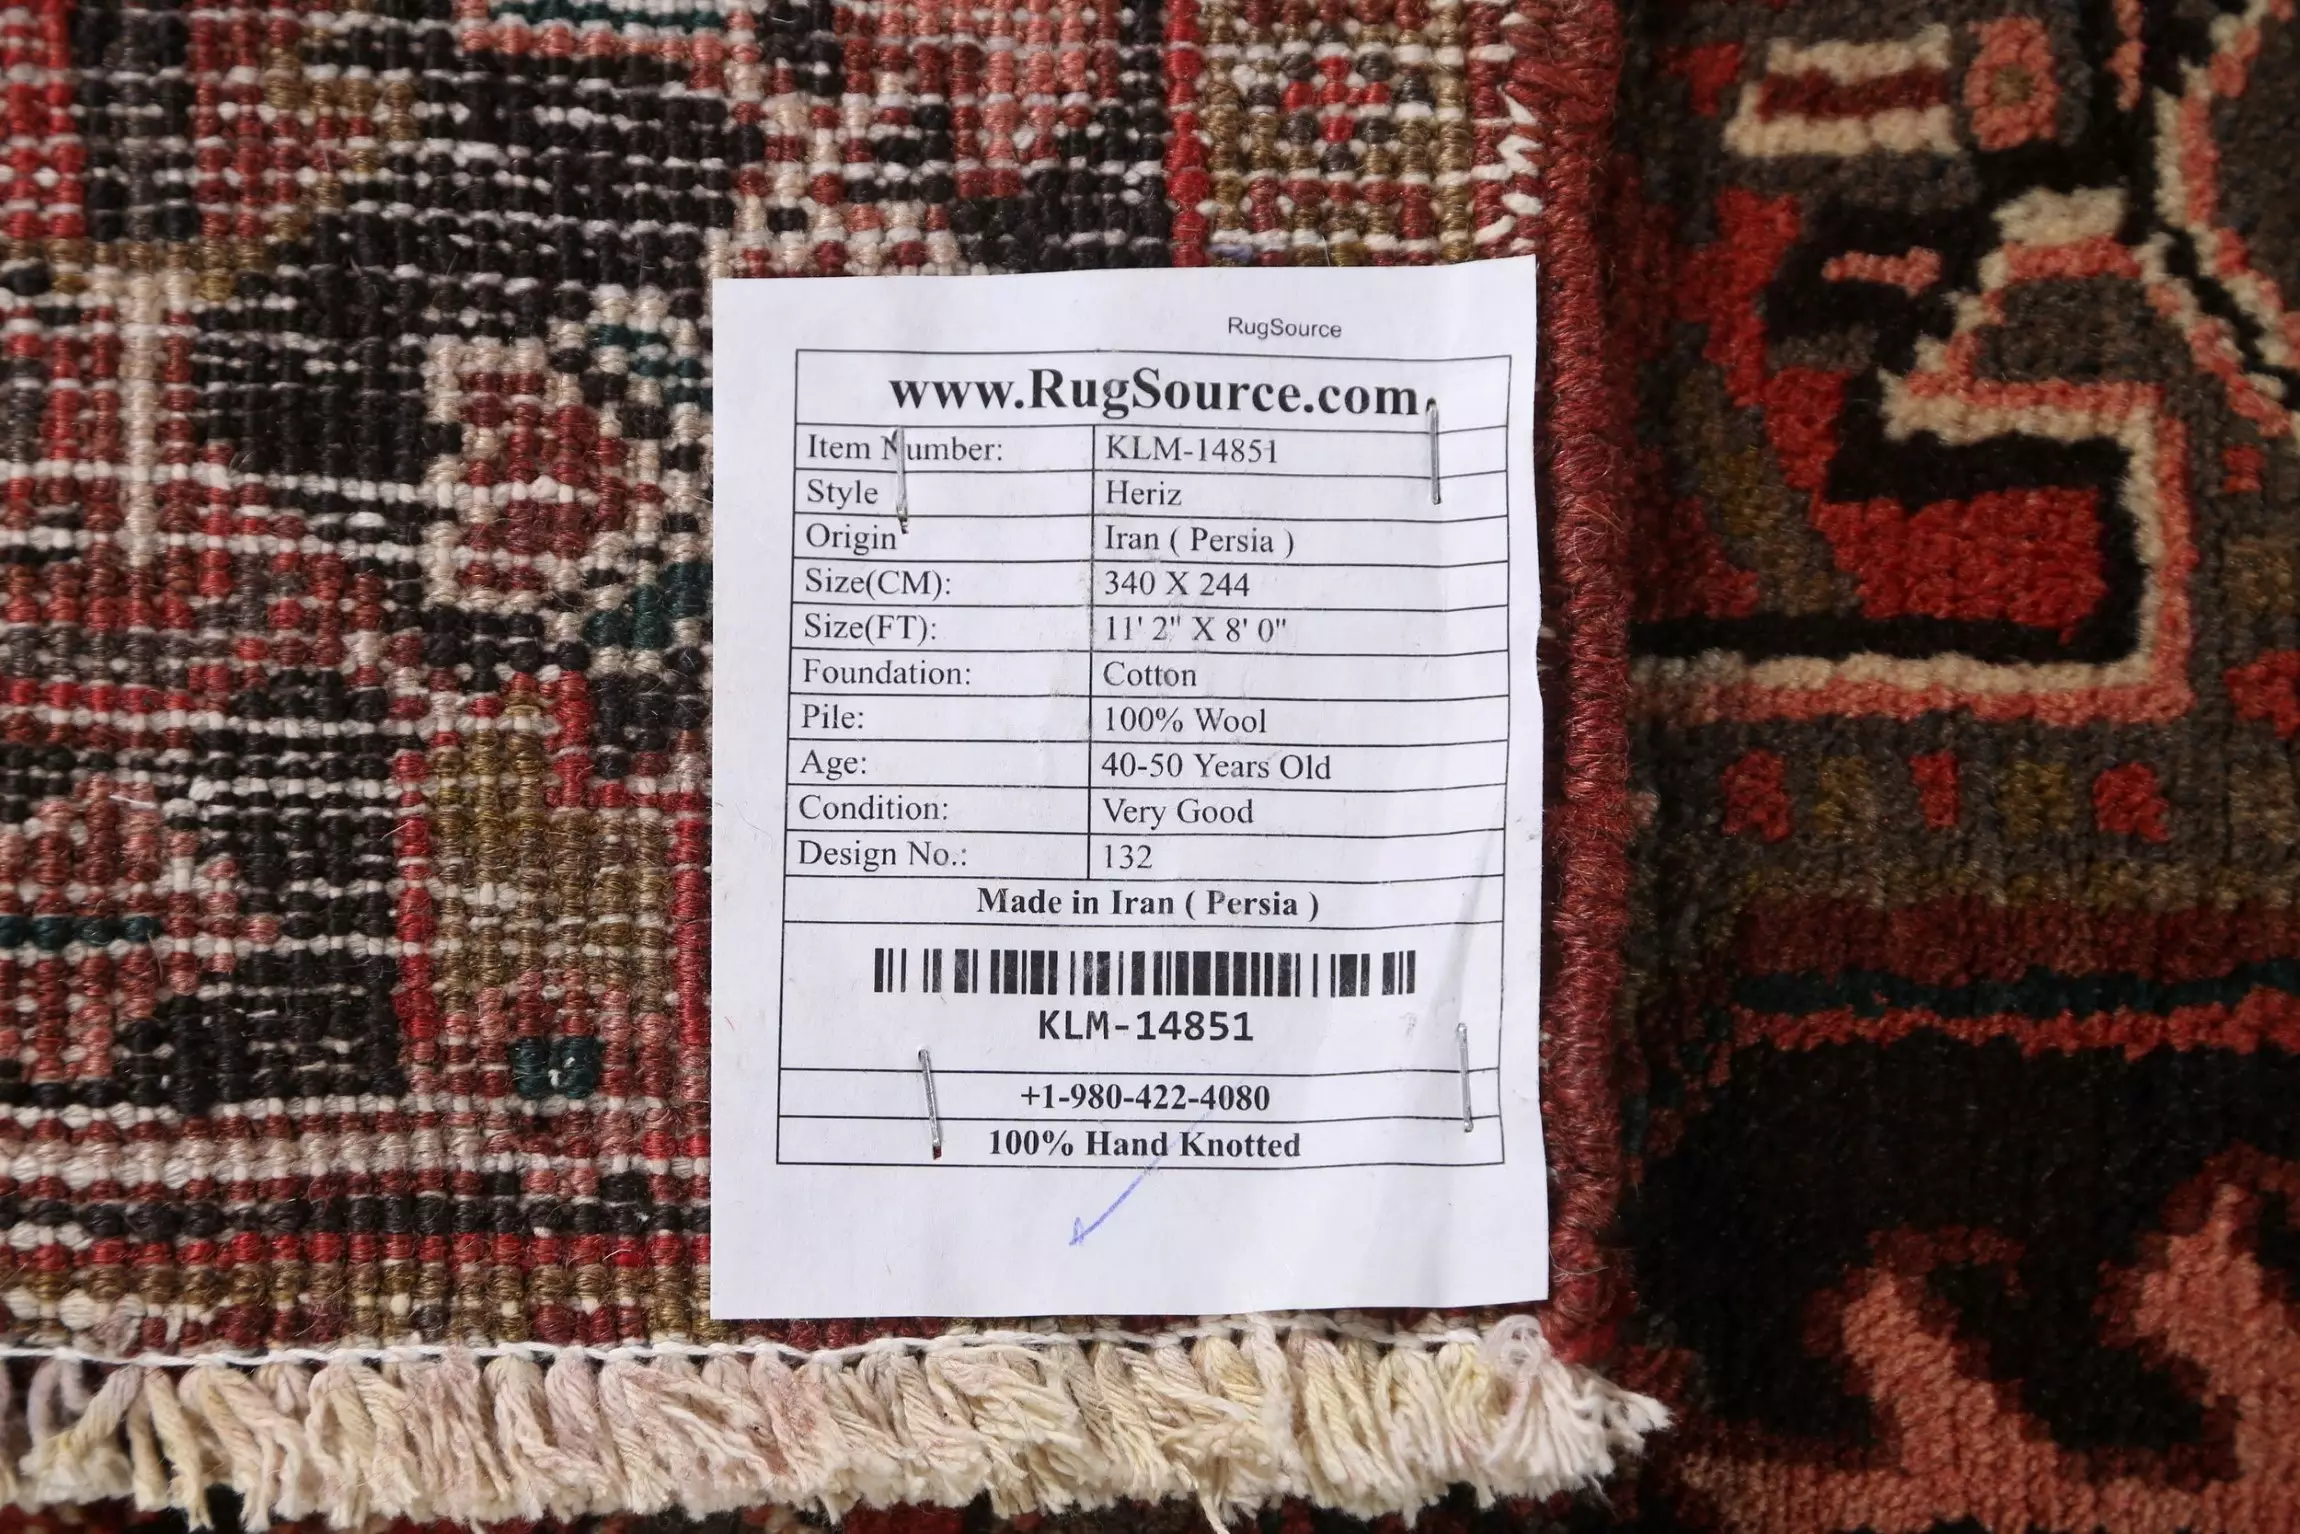 RugSource
www.RugSource.com
Item Number: KLM-14851
Style Heriz
Origin Iran ( Persia )
Size(CM): 340 X 244
Size(FT): 11' 2" X 8' 0"
Foundation: Cotton
Pile: 100% Wool
Age: 40-50 Years Old
Condition: Very Good
Design No.: 132
Made in Iran ( Persia )
KLM-14851
+1-980-422-4080
100% Hand Knotted